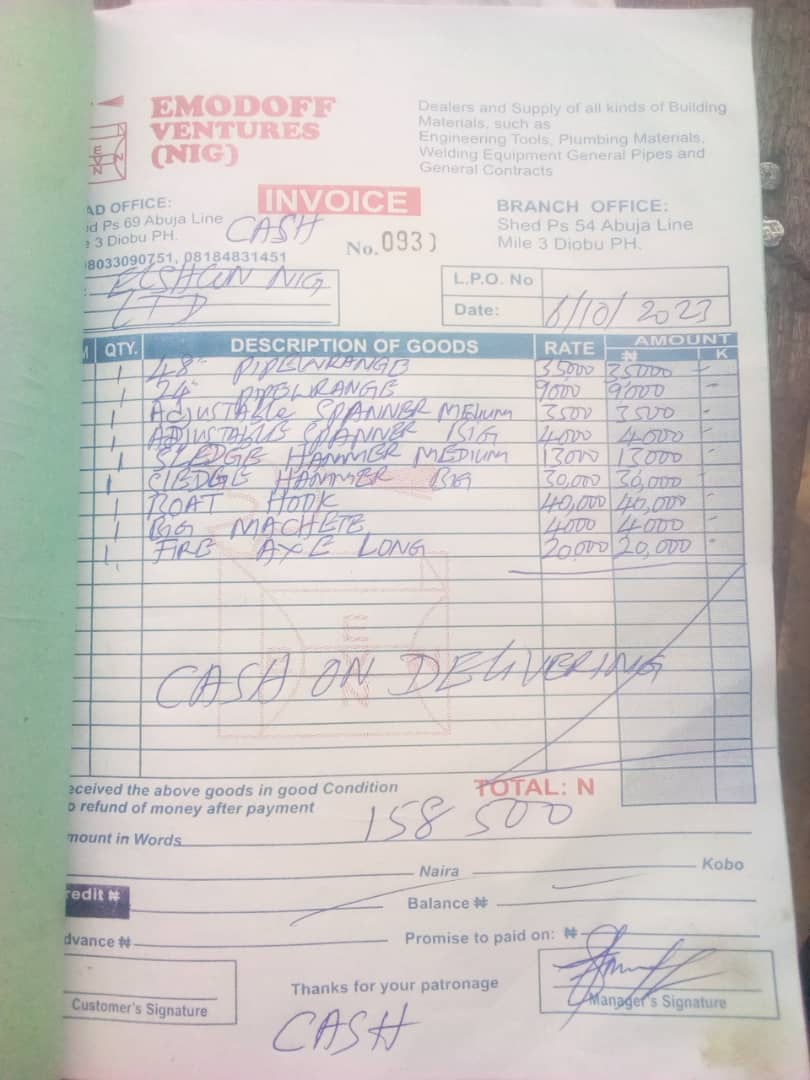 EMODOFF
VENTURES
(NIG)
Dealers and Supply of all kinds of Building
Materials, such as
Engineering Tools, Plumbing Materials,
Welding Equipment General Pipes and
General Contracts
INVOICE
AD OFFICE:
d Ps 69 Abuja Line
3 Diobu PH.
8033090751, 08184831451
CASH
No. 093
BRANCH OFFICE:
Shed Ps 54 Abuja Line
Mile 3 Diobu PH.
NIG
LTD
L.P.O. No
Date: 6/10/2023
QTY. DESCRIPTION OF GOODS RATE AMOUNT
₦ K
1 48" PIPEWRANGE 35000 35000 -
1 24" PIPEWRANGE 9000 9000 -
1 ADJUSTABLE SPANNER MEDIUM 3500 3500 -
1 ADJUSTABLE SPANNER BIG 4000 4000 -
1 SLEDGE HAMMER MEDIUM 13000 13000 -
1 SLEDGE HAMMER BIG 30,000 30,000 -
1 BOAT HOOK 40,000 40,000 -
1 BIG MACHETE 4000 4000 -
1 FIRE AXE LONG 20,000 20,000 -
CASH ON DELIVERING
eceived the above goods in good Condition
o refund of money after payment
TOTAL: N
158 500
mount in Words
Naira Kobo
redit ₦
Balance ₦
dvance ₦
Promise to paid on: ₦
Thanks for your patronage
Customer's Signature
Manager's Signature
CASH